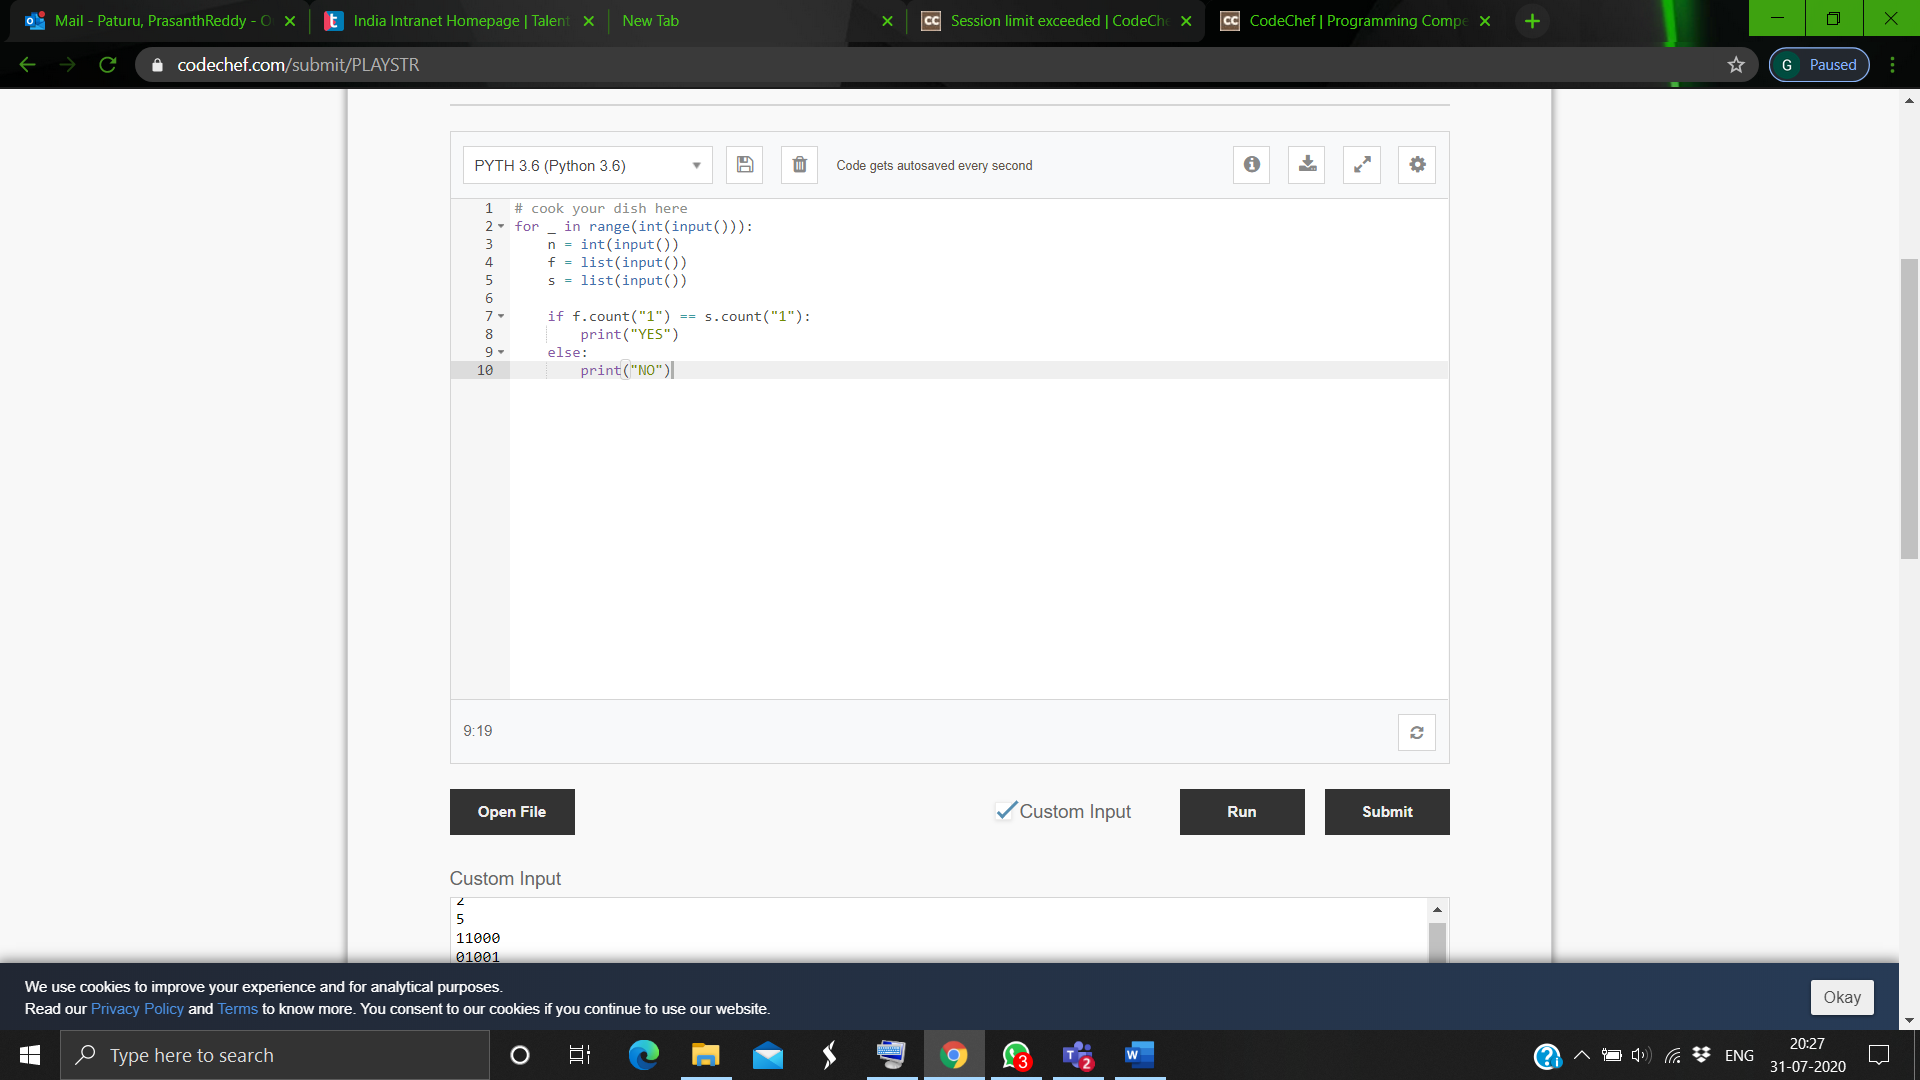 Mail - Paturu, PrasanthReddy - O
India Intranet Homepage | Talent
New Tab
CC Session limit exceeded | CodeChe
CC CodeChef | Programming Compe
codechef.com/submit/PLAYSTR
G Paused
PYTH 3.6 (Python 3.6)
Code gets autosaved every second
1 # cook your dish here
2 for _ in range(int(input())):
3 n = int(input())
4 f = list(input())
5 s = list(input())
6
7 if f.count("1") == s.count("1"):
8 print("YES")
9 else:
10 print("NO")
9:19
Open File
Custom Input
Run
Submit
Custom Input
2
5
11000
01001
We use cookies to improve your experience and for analytical purposes.
Read our Privacy Policy and Terms to know more. You consent to our cookies if you continue to use our website.
Okay
Type here to search
3
2
ENG
20:27
31-07-2020